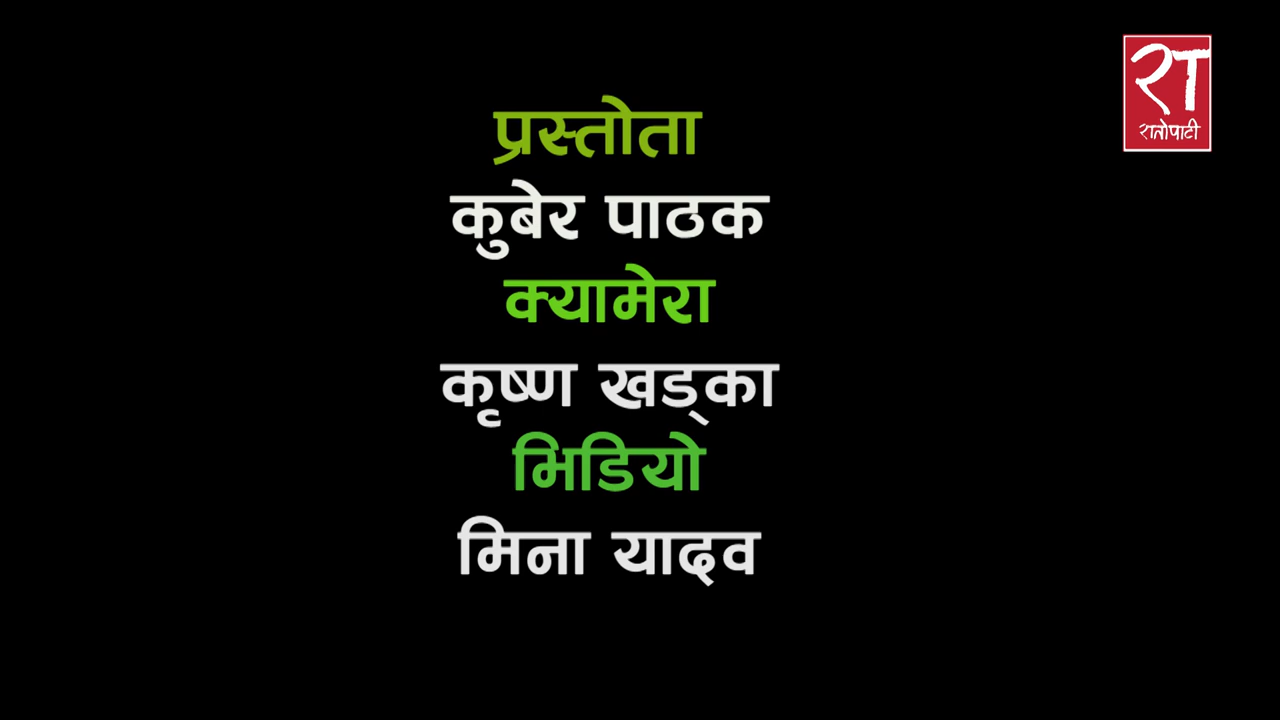 रा
रातोपाटी
प्रस्तोता
कुबेर पाठक
क्यामेरा
कृष्ण खड्का
भिडियो
मिना यादव